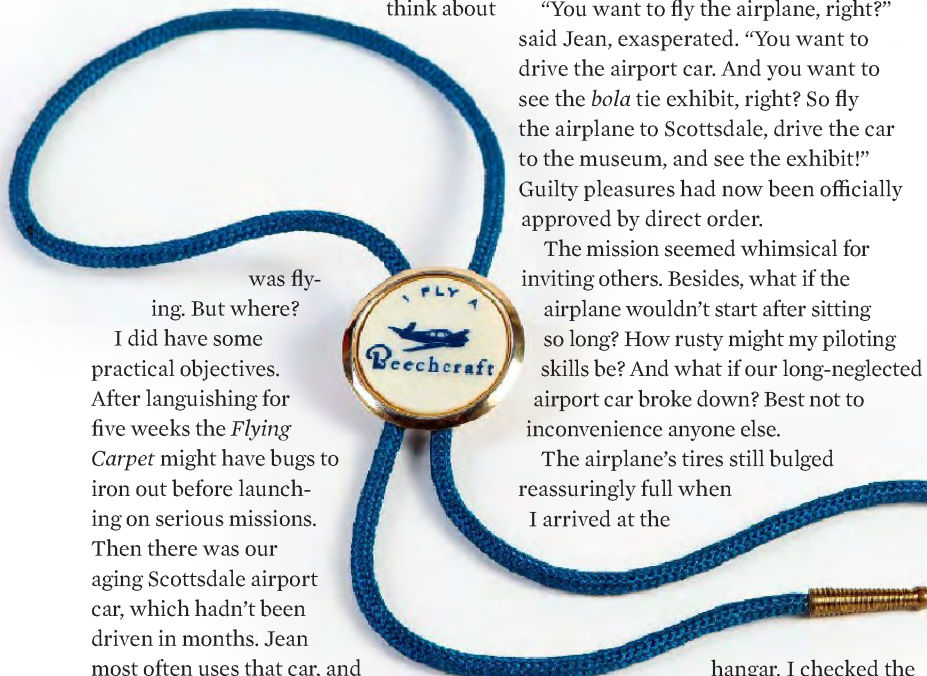 think about
was fly-
ing. But where?
I did have some
practical objectives.
After languishing for
five weeks the Flying
Carpet might have bugs to
iron out before launch-
ing on serious missions.
Then there was our
aging Scottsdale airport
car, which hadn’t been
driven in months. Jean
most often uses that car, and
I FLY A
Beechcraft
“You want to fly the airplane, right?”
said Jean, exasperated. “You want to
drive the airport car. And you want to
see the bola tie exhibit, right? So fly
the airplane to Scottsdale, drive the car
to the museum, and see the exhibit!”
Guilty pleasures had now been officially
approved by direct order.
The mission seemed whimsical for
inviting others. Besides, what if the
airplane wouldn’t start after sitting
so long? How rusty might my piloting
skills be? And what if our long-neglected
airport car broke down? Best not to
inconvenience anyone else.
The airplane’s tires still bulged
reassuringly full when
I arrived at the
hangar. I checked the